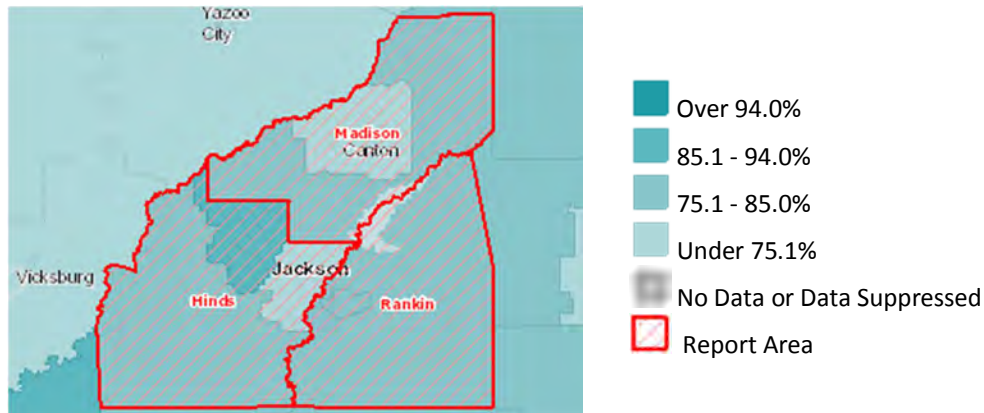 Yazoo
City
Madison
Canton
Jackson
Vicksburg
Hinds
Rankin
Over 94.0%
85.1 - 94.0%
75.1 - 85.0%
Under 75.1%
No Data or Data Suppressed
Report Area